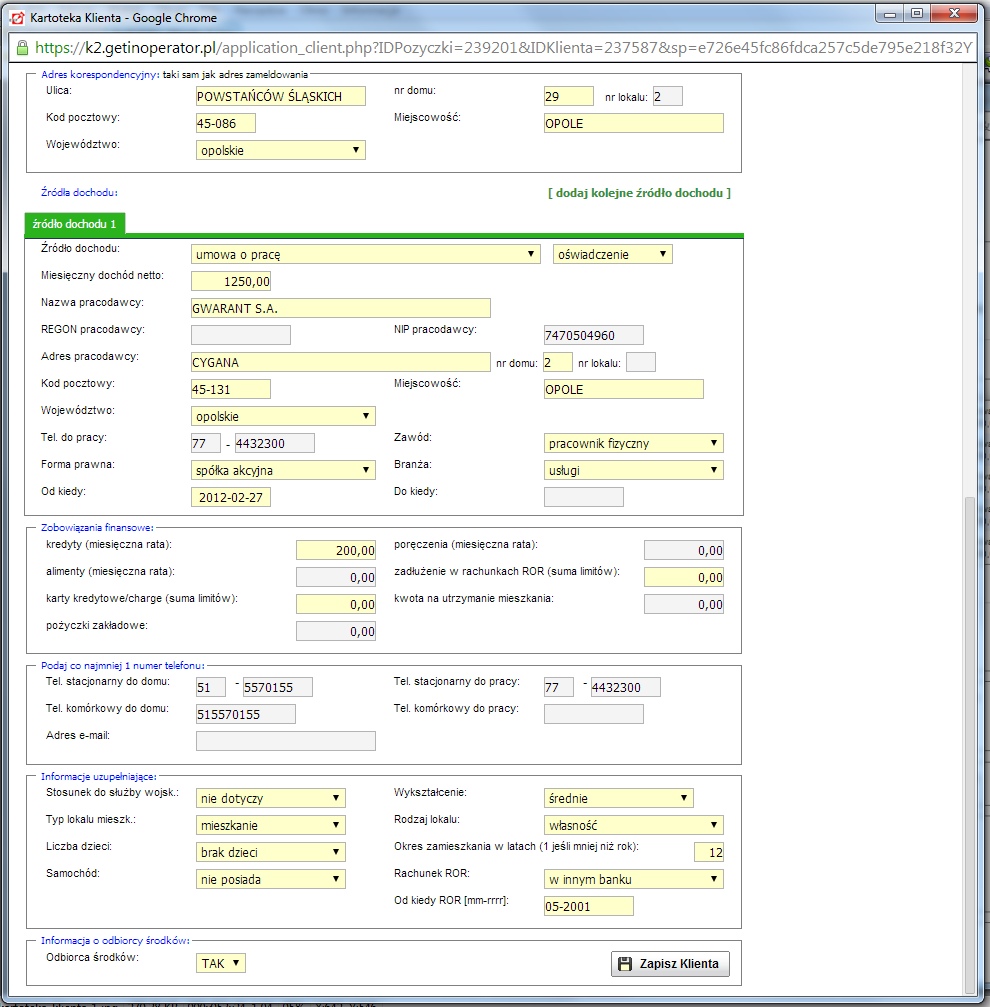 Kartoteka Klienta - Google Chrome
https://k2.getinoperator.pl/application_client.php?IDPozyczki=239201&IDKlienta=237587&sp=e726e45fc86fdca257c5de795e218f32Y
Adres korespondencyjny: taki sam jak adres zameldowania
Ulica: POWSTAŃCÓW ŚLĄSKICH nr domu: 29 nr lokalu: 2
Kod pocztowy: 45-086 Miejscowość: OPOLE
Województwo: opolskie
Źródła dochodu: [ dodaj kolejne źródło dochodu ]
źródło dochodu 1
Źródło dochodu: umowa o pracę oświadczenie
Miesięczny dochód netto: 1250,00
Nazwa pracodawcy: GWARANT S.A.
REGON pracodawcy: NIP pracodawcy: 7470504960
Adres pracodawcy: CYGANA nr domu: 2 nr lokalu:
Kod pocztowy: 45-131 Miejscowość: OPOLE
Województwo: opolskie
Tel. do pracy: 77 - 4432300 Zawód: pracownik fizyczny
Forma prawna: spółka akcyjna Branża: usługi
Od kiedy: 2012-02-27 Do kiedy:
Zobowiązania finansowe:
kredyty (miesięczna rata): 200,00 poręczenia (miesięczna rata): 0,00
alimenty (miesięczna rata): 0,00 zadłużenie w rachunkach ROR (suma limitów): 0,00
karty kredytowe/charge (suma limitów): 0,00 kwota na utrzymanie mieszkania: 0,00
pożyczki zakładowe: 0,00
Podaj co najmniej 1 numer telefonu:
Tel. stacjonarny do domu: 51 - 5570155 Tel. stacjonarny do pracy: 77 - 4432300
Tel. komórkowy do domu: 515570155 Tel. komórkowy do pracy:
Adres e-mail:
Informacje uzupełniające:
Stosunek do służby wojsk.: nie dotyczy Wykształcenie: średnie
Typ lokalu mieszk.: mieszkanie Rodzaj lokalu: własność
Liczba dzieci: brak dzieci Okres zamieszkania w latach (1 jeśli mniej niż rok): 12
Samochód: nie posiada Rachunek ROR: w innym banku
Od kiedy ROR [mm-rrrr]: 05-2001
Informacja o odbiorcy środków:
Odbiorca środków: TAK Zapisz Klienta